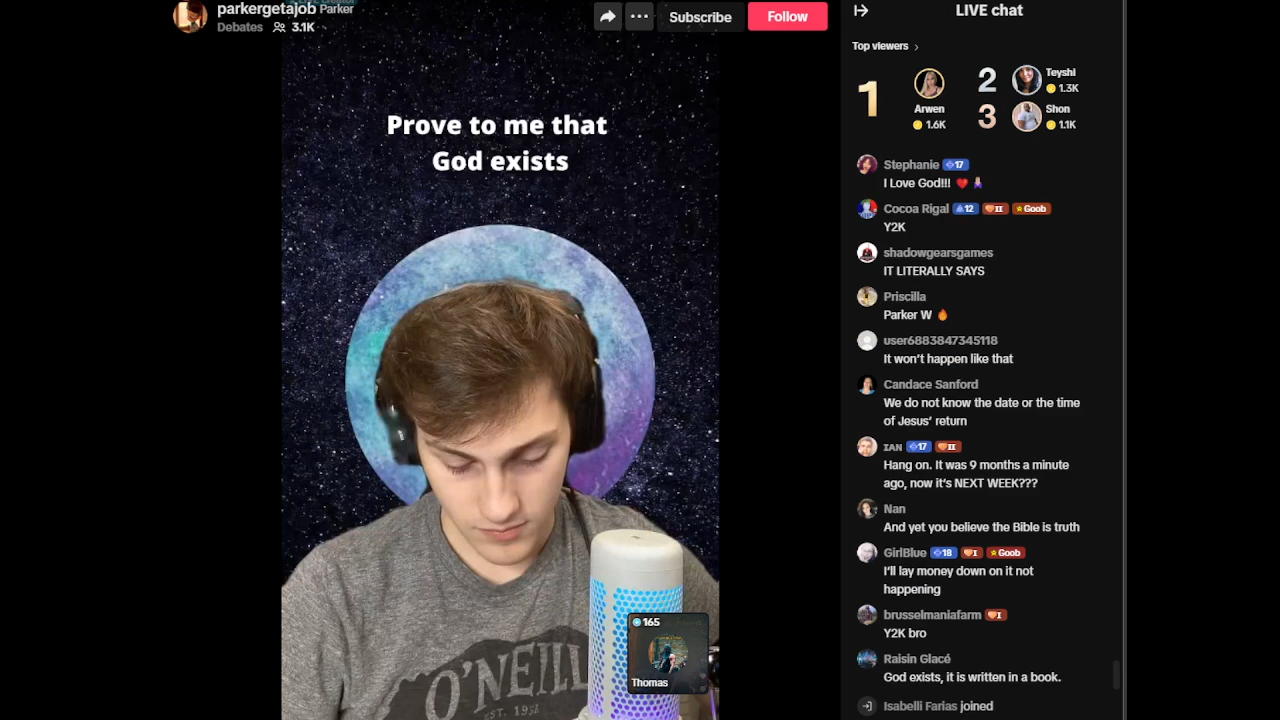 parkergetajob Parker
Debates 3.1K
Subscribe
Follow
Prove to me that
God exists
O'NEILL
EST. 195
165
Thomas
LIVE chat
Top viewers
1
Arwen
1.6K
2
Teyshi
1.3K
3
Shon
1.1K
Stephanie 17
I Love God!!!
Cocoa Rigal 12 II Goob
Y2K
shadowgearsgames
IT LITERALLY SAYS
Priscilla
Parker W
user6883847345118
It won't happen like that
Candace Sanford
We do not know the date or the time
of Jesus' return
IAN 17 II
Hang on. It was 9 months a minute
ago, now it's NEXT WEEK???
Nan
And yet you believe the Bible is truth
GirlBlue 18 I Goob
I'll lay money down on it not
happening
brusselmaniafarm I
Y2K bro
Raisin Glacé
God exists, it is written in a book.
Isabelli Farias joined